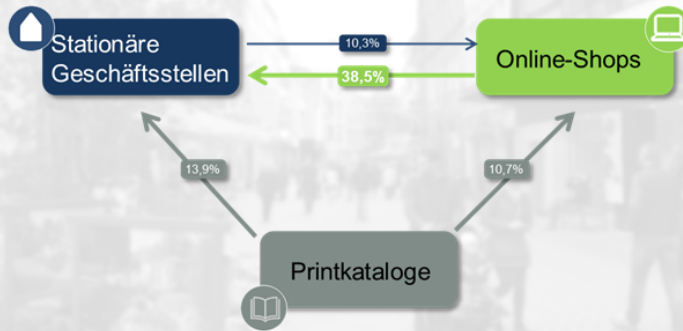 Stationäre
Geschäftsstellen
10,3%
38,5%
Online-Shops
13,9%
10,7%
Printkataloge